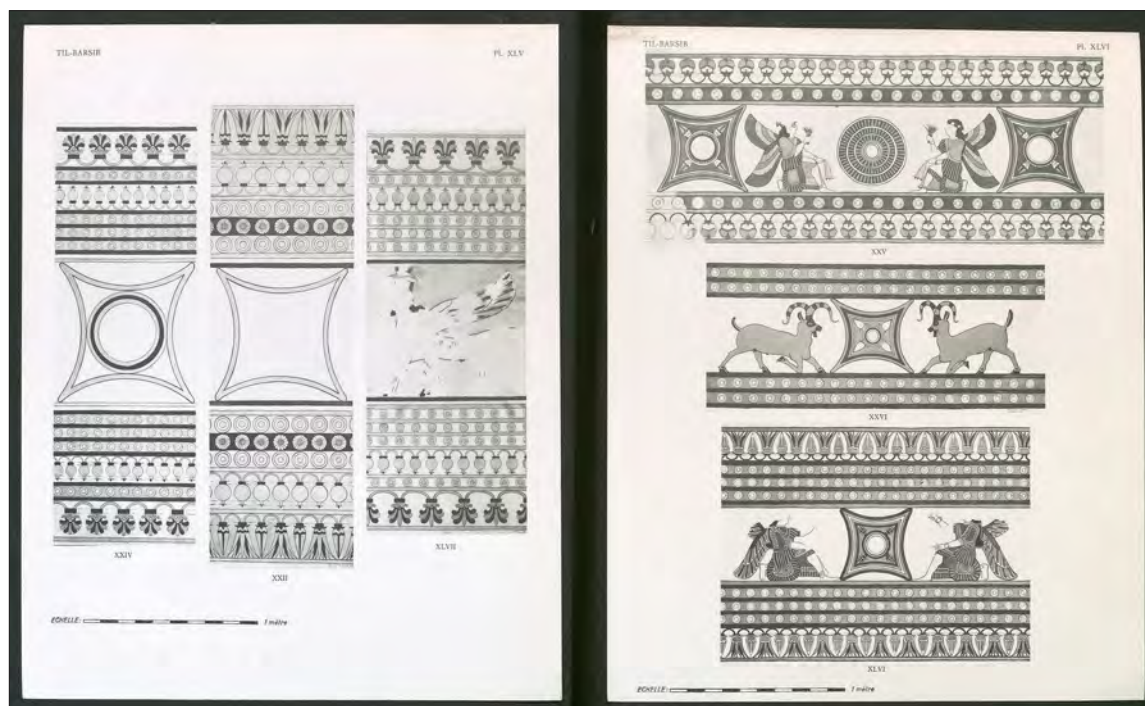 TIL-BARSIB
PL. XLV
XXIV
XXII
XLVII
ECHELLE:
1 mètre
TIL-BARSIB
PL. XLVI
XXV
XXVI
XLVI
ECHELLE:
1 mètre